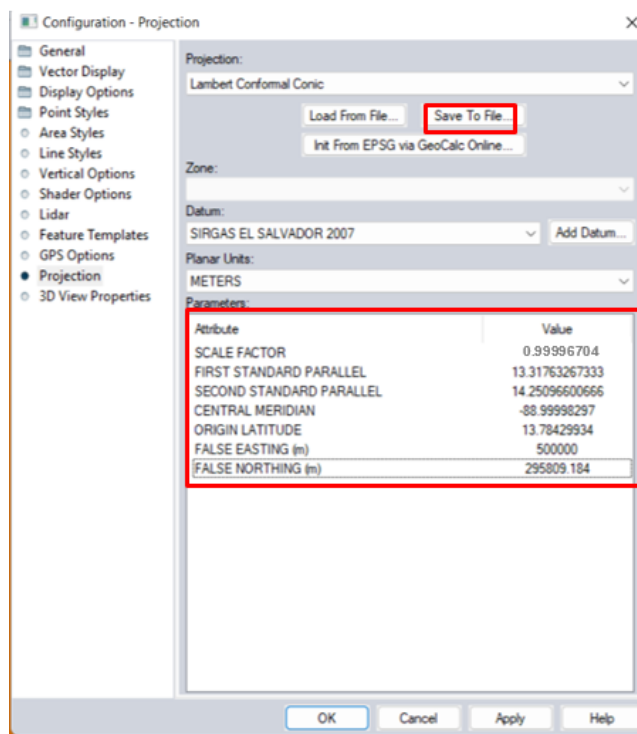 Configuration - Projection
General
Vector Display
Display Options
Point Styles
Area Styles
Line Styles
Vertical Options
Shader Options
Lidar
Feature Templates
GPS Options
Projection
3D View Properties
Projection:
Lambert Conformal Conic
Load From File... Save To File...
Init From EPSG via GeoCalc Online...
Zone:
Datum:
SIRGAS EL SALVADOR 2007 Add Datum...
Planar Units:
METERS
Parameters:
Attribute Value
SCALE FACTOR 0.99996704
FIRST STANDARD PARALLEL 13.31763267333
SECOND STANDARD PARALLEL 14.25096600666
CENTRAL MERIDIAN -88.99998297
ORIGIN LATITUDE 13.78429934
FALSE EASTING (m) 500000
FALSE NORTHING (m) 295809.184
OK Cancel Apply Help